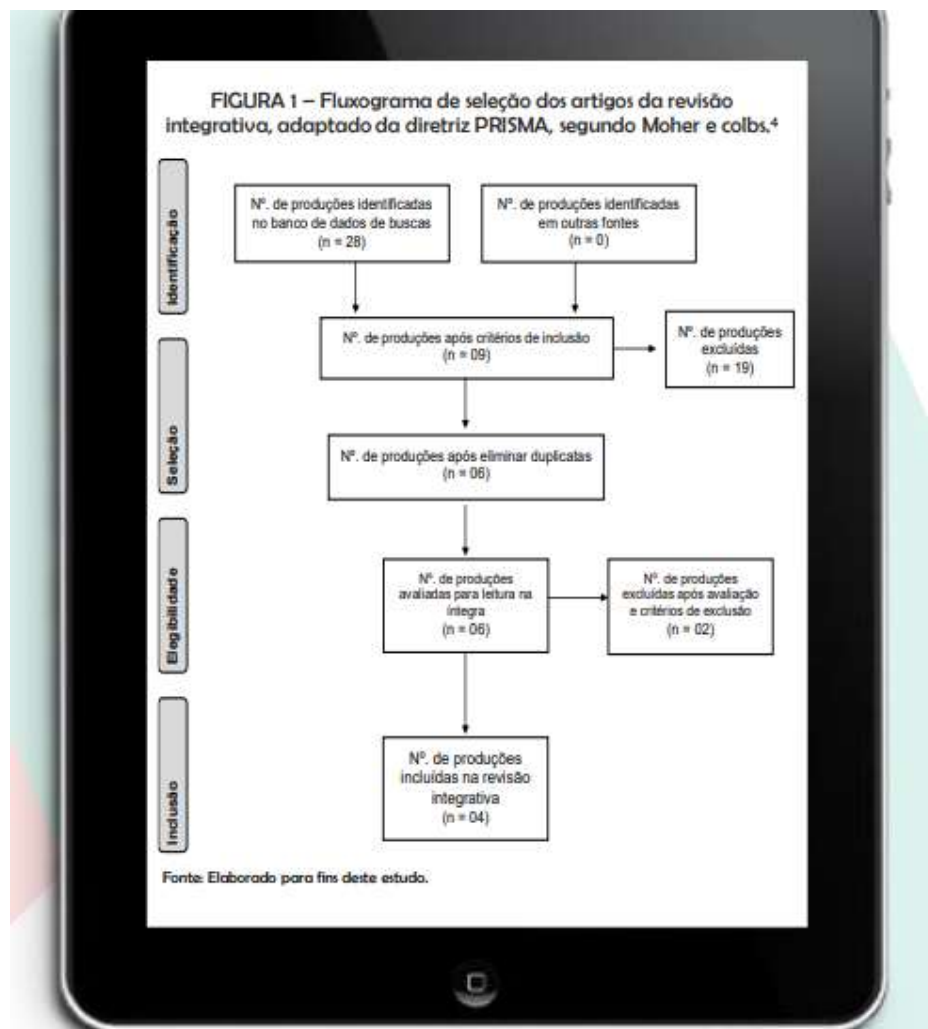 FIGURA 1 – Fluxograma de seleção dos artigos da revisão
integrativa, adaptado da diretriz PRISMA, segundo Moher e colbs.⁴
Identificação
Nº. de produções identificadas
no banco de dados de buscas
(n = 28)
Nº. de produções identificadas
em outras fontes
(n = 0)
Nº. de produções após critérios de inclusão
(n = 09)
Nº. de produções
excluídas
(n = 19)
Seleção
Nº. de produções após eliminar duplicatas
(n = 06)
Elegibilidade
Nº. de produções
avaliadas para leitura na
íntegra
(n = 06)
Nº. de produções
excluídas após avaliação
e critérios de exclusão
(n = 02)
Inclusão
Nº. de produções
incluídas na revisão
integrativa
(n = 04)
Fonte: Elaborado para fins deste estudo.